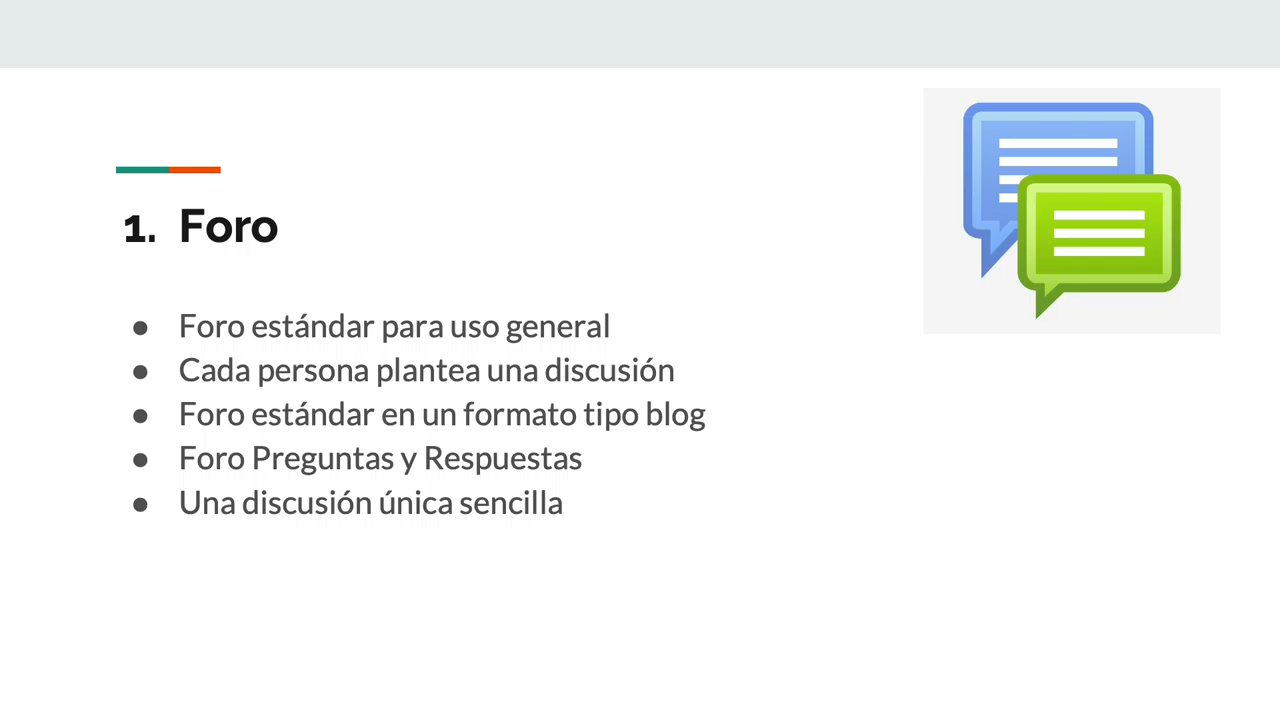 1. Foro
● Foro estándar para uso general
● Cada persona plantea una discusión
● Foro estándar en un formato tipo blog
● Foro Preguntas y Respuestas
● Una discusión única sencilla